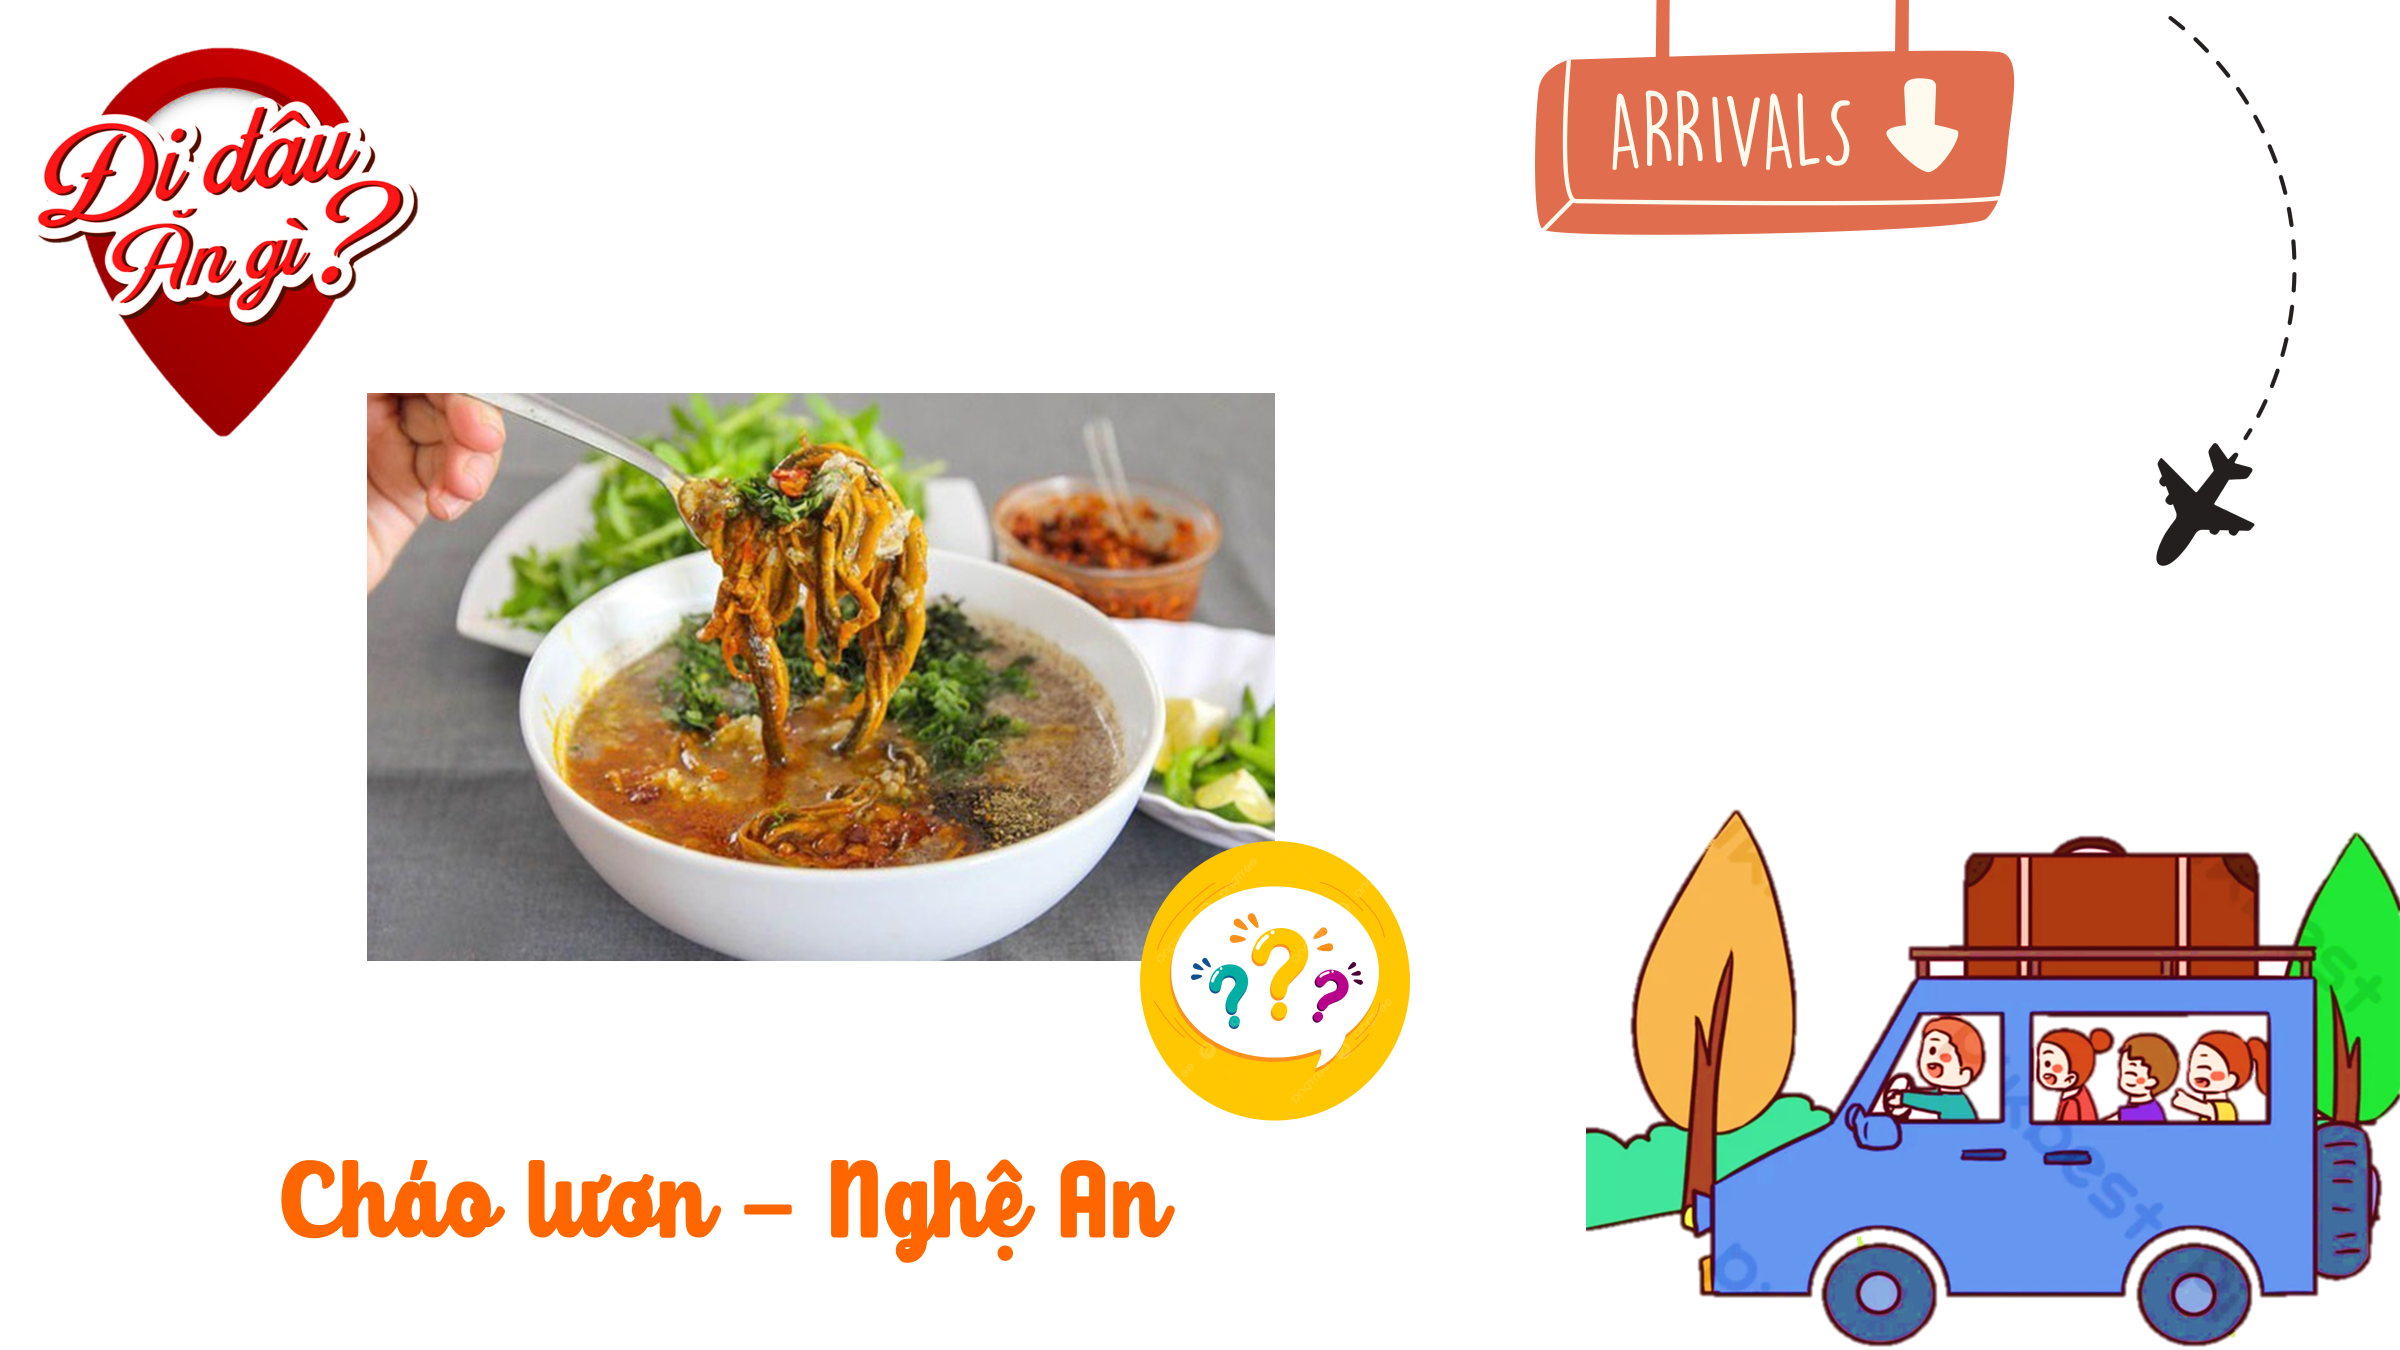 Đi đâu
Ăn gì?
ARRIVALS
???
Cháo lươn – Nghệ An